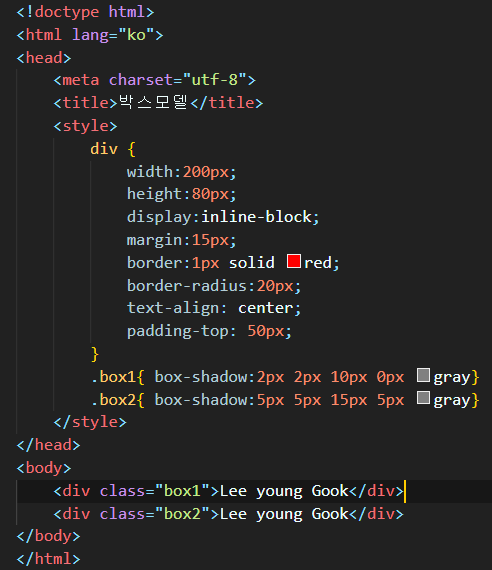 <!doctype html>
<html lang="ko">
<head>
<meta charset="utf-8">
<title>박스모델</title>
<style>
div {
width:200px;
height:80px;
display:inline-block;
margin:15px;
border:1px solid red;
border-radius:20px;
text-align: center;
padding-top: 50px;
}
.box1{ box-shadow:2px 2px 10px 0px gray}
.box2{ box-shadow:5px 5px 15px 5px gray}
</style>
</head>
<body>
<div class="box1">Lee young Gook</div>
<div class="box2">Lee young Gook</div>
</body>
</html>